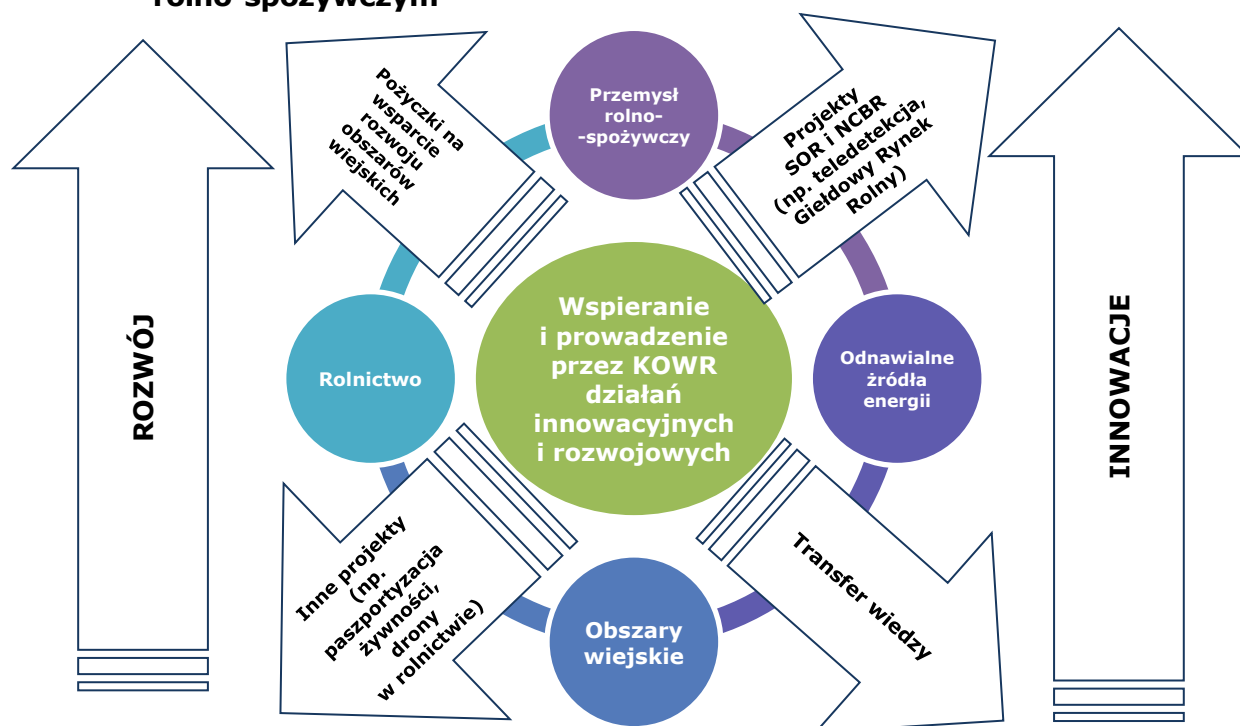 rolno-spożywczym
Pożyczki na
wsparcie
rozwoju
obszarów
wiejskich
Przemysł
rolno-
-spożywczy
Projekty
SOR i NCBR
(np. teledetekcja,
Giełdowy Rynek
Rolny)
ROZWÓJ
Rolnictwo
Wspieranie
i prowadzenie
przez KOWR
działań
innowacyjnych
i rozwojowych
Odnawialne
źródła
energii
INNOWACJE
Inne projekty
(np.
paszportyzacja
żywności,
drony
w rolnictwie)
Obszary
wiejskie
Transfer wiedzy